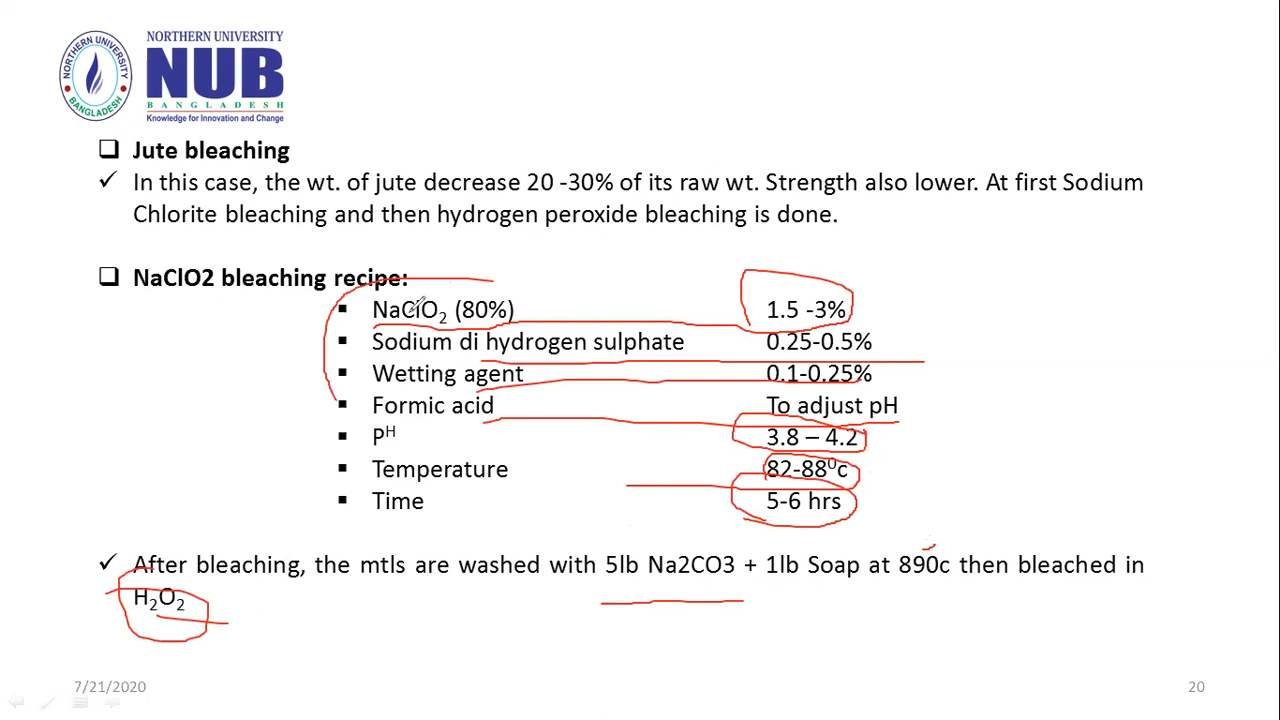 NORTHERN UNIVERSITY
NUB
BANGLADESH
Knowledge for Innovation and Change
NORTHERN UNIVERSITY
BANGLADESH
❑ Jute bleaching
✓ In this case, the wt. of jute decrease 20 -30% of its raw wt. Strength also lower. At first Sodium
Chlorite bleaching and then hydrogen peroxide bleaching is done.
❑ NaClO2 bleaching recipe:
▪ NaClO₂ (80%) 1.5 -3%
▪ Sodium di hydrogen sulphate 0.25-0.5%
▪ Wetting agent 0.1-0.25%
▪ Formic acid To adjust pH
▪ Pᴴ 3.8 – 4.2
▪ Temperature 82-88⁰c
▪ Time 5-6 hrs
✓ After bleaching, the mtls are washed with 5lb Na2CO3 + 1lb Soap at 890c then bleached in
H₂O₂
7/21/2020 20